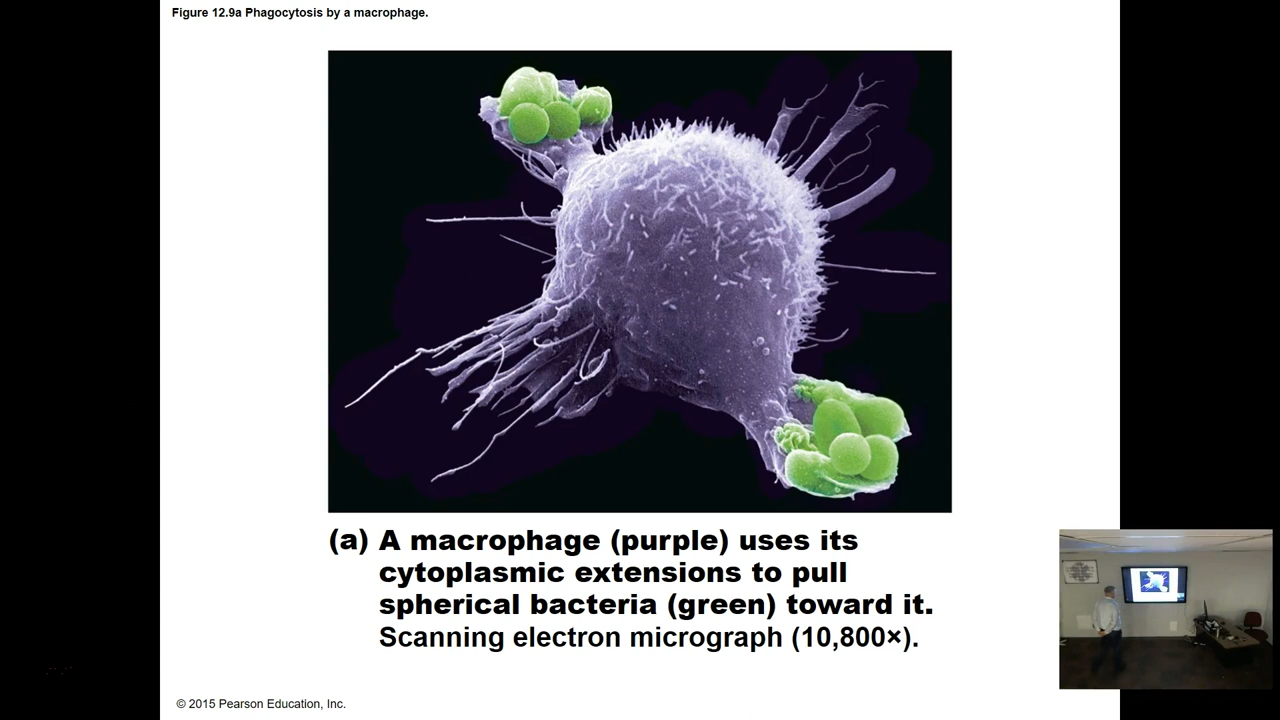 Figure 12.9a Phagocytosis by a macrophage.
(a) A macrophage (purple) uses its
cytoplasmic extensions to pull
spherical bacteria (green) toward it.
Scanning electron micrograph (10,800×).
© 2015 Pearson Education, Inc.